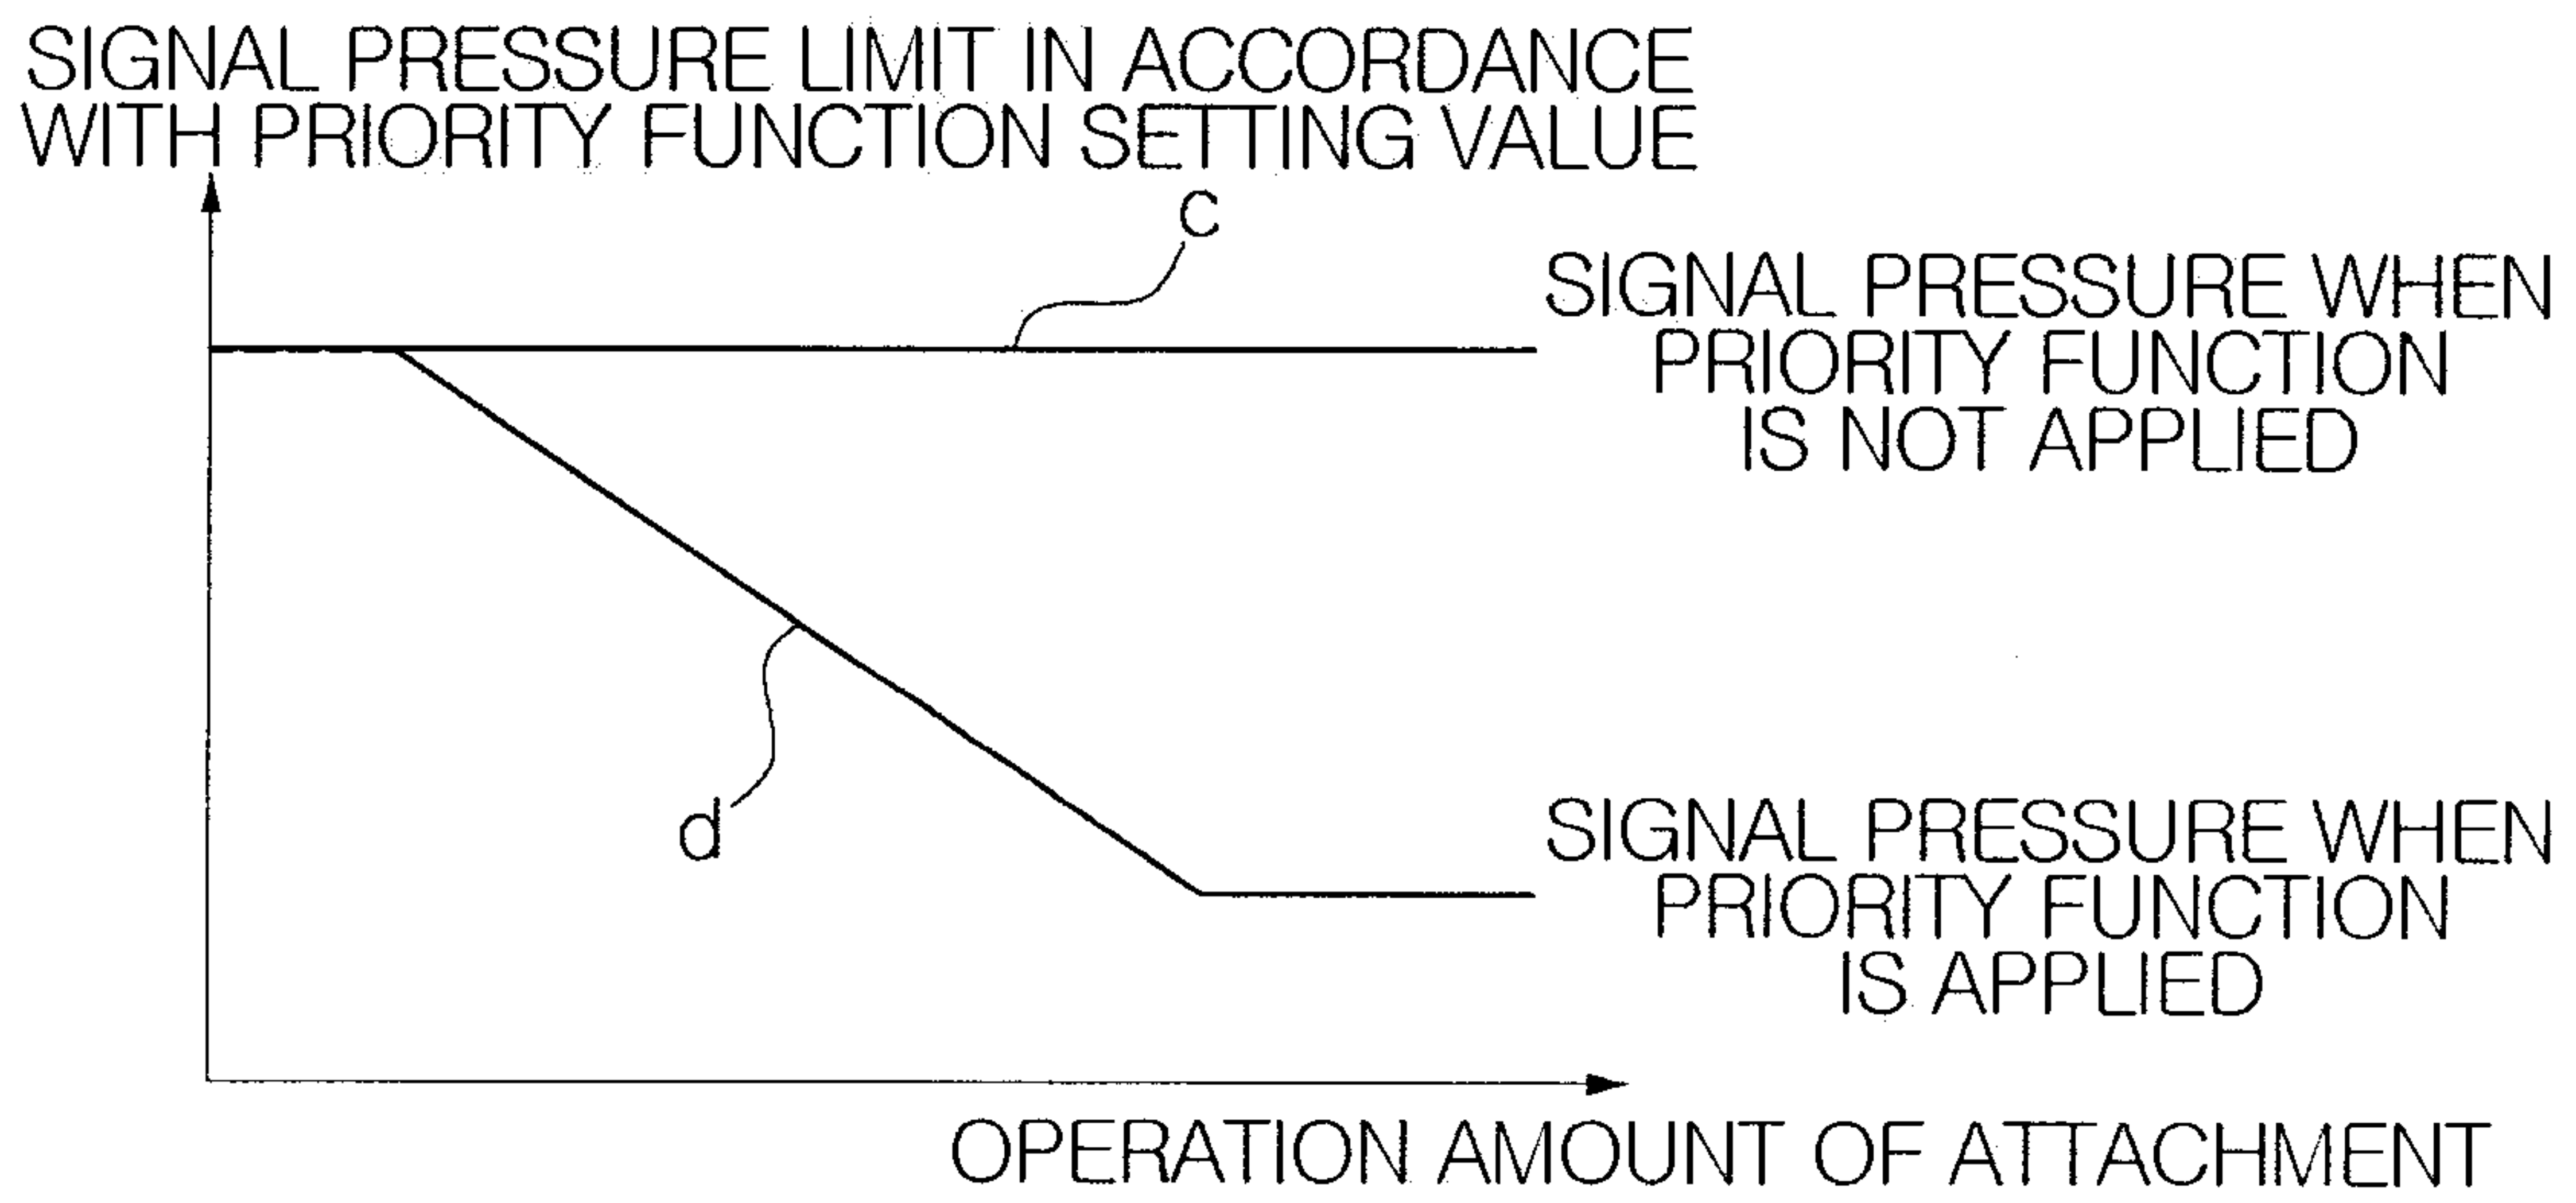 SIGNAL PRESSURE LIMIT IN ACCORDANCE
WITH PRIORITY FUNCTION SETTING VALUE
c
SIGNAL PRESSURE WHEN
PRIORITY FUNCTION
IS NOT APPLIED
d
SIGNAL PRESSURE WHEN
PRIORITY FUNCTION
IS APPLIED
OPERATION AMOUNT OF ATTACHMENT